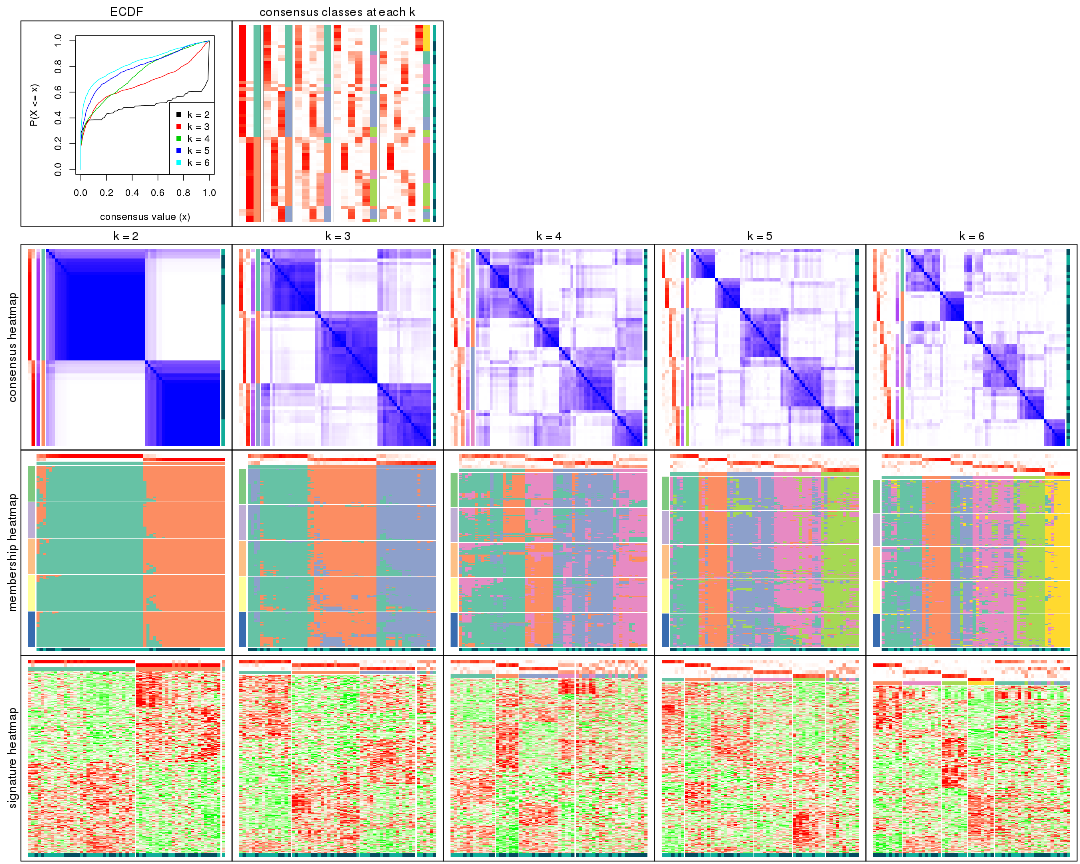 ECDF
consensus classes at each k
P(X <= x)
0.0
0.2
0.4
0.6
0.8
1.0
k = 2
k = 3
k = 4
k = 5
k = 6
0.0 0.2 0.4 0.6 0.8 1.0
consensus value (x)
k = 2
k = 3
k = 4
k = 5
k = 6
consensus heatmap
membership heatmap
signature heatmap